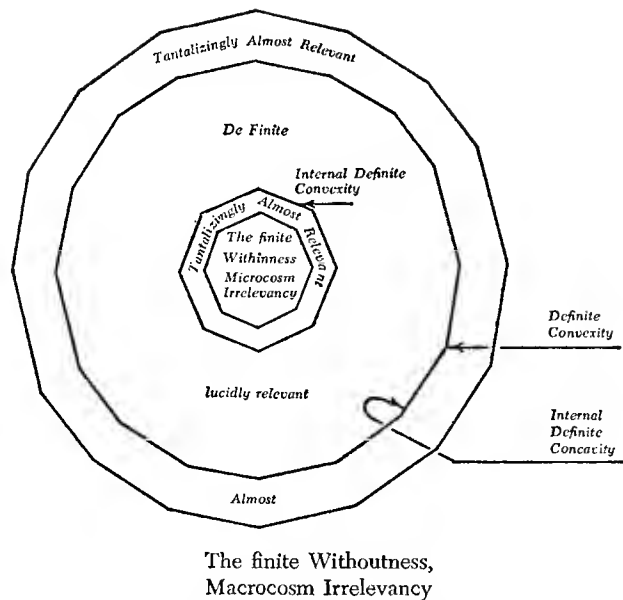 Tantalizingly Almost Relevant
De Finite
Internal Definite
Convexity
Tantalizingly Almost Relevant
The finite
Withinness
Microcosm
Irrelevancy
Definite
Convexity
lucidly relevant
Internal
Definite
Concavity
Almost
The finite Withoutness,
Macrocosm Irrelevancy